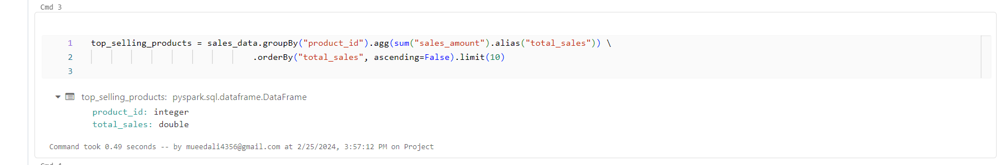 Cmd 3
1 top_selling_products = sales_data.groupBy("product_id").agg(sum("sales_amount").alias("total_sales")) \
2 .orderBy("total_sales", ascending=False).limit(10)
3
top_selling_products: pyspark.sql.dataframe.DataFrame
product_id: integer
total_sales: double
Command took 0.49 seconds -- by mueedali4356@gmail.com at 2/25/2024, 3:57:12 PM on Project
Cmd 4